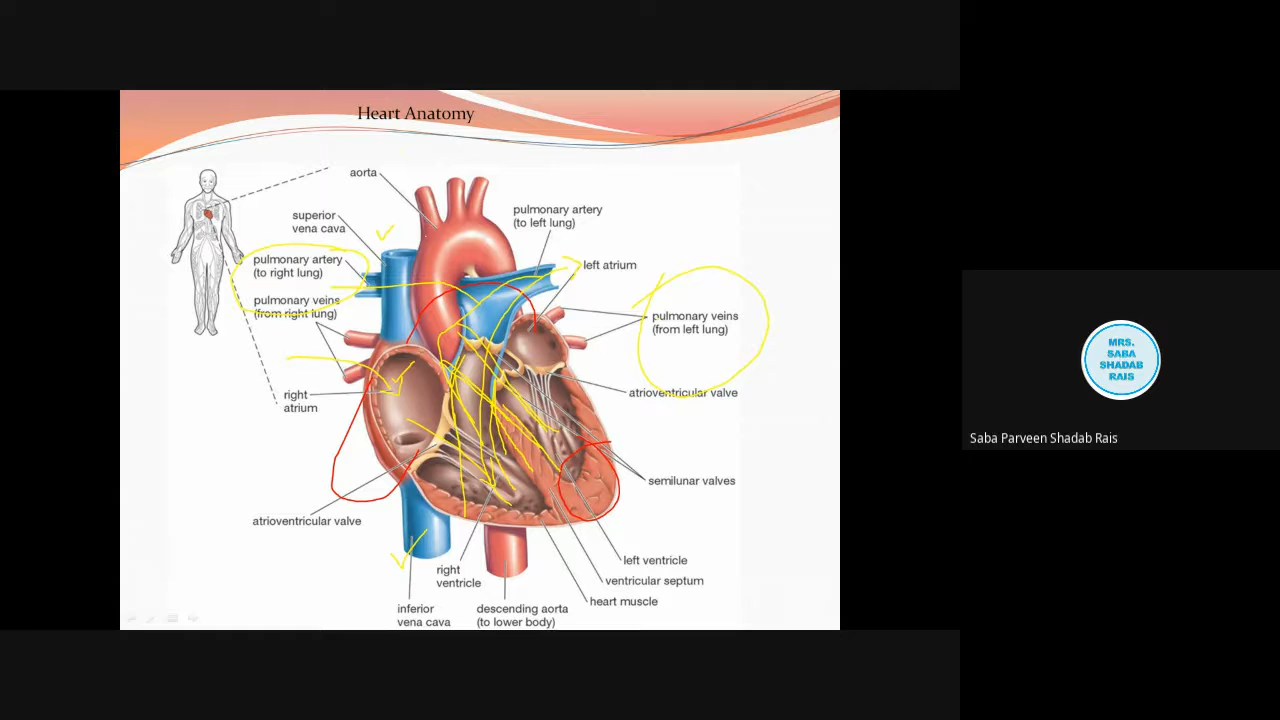 Heart Anatomy
aorta
superior
vena cava
pulmonary artery
(to right lung)
pulmonary veins
(from right lung)
right
atrium
atrioventricular valve
inferior
vena cava
right
ventricle
descending aorta
(to lower body)
pulmonary artery
(to left lung)
left atrium
pulmonary veins
(from left lung)
atrioventricular valve
semilunar valves
left ventricle
ventricular septum
heart muscle
MRS.
SABA
SHADAB
RAIS
Saba Parveen Shadab Rais